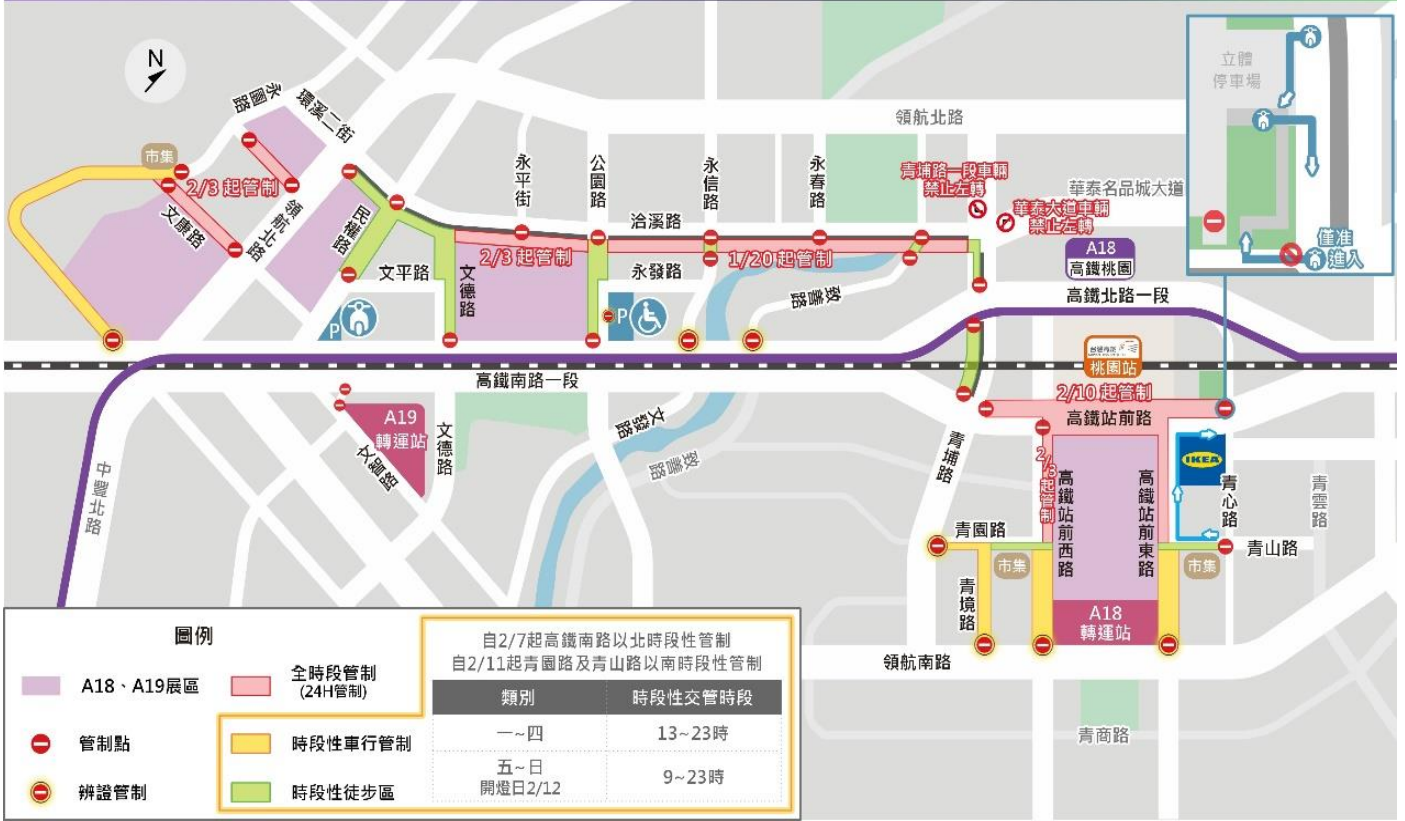 N
永園路
環溪二街
市集
2/3 起管制
文康路
領航北路
民權路
文平路
永平街
公園路
永信路
永春路
洽溪路
領航北路
青埔路一段車輛
禁止左轉
華泰名品城大道
華泰大道車輛
禁止左轉
立體
停車場
僅准
進入
2/3 起管制
1/20 起管制
文德路
永發路
致善路
P
P
A18
高鐵桃園
高鐵北路一段
桃園站
2/10 起管制
高鐵站前路
高鐵南路一段
A19
轉運站
文智路
文德路
文發路
致善路
中豐北路
青埔路
2/3 起管制
高鐵站前西路
高鐵站前東路
IKEA
青心路
青雲路
青園路
青山路
市集
市集
青境路
A18
轉運站
領航南路
青商路
圖例
A18、A19展區
全時段管制
(24H管制)
管制點
時段性車行管制
辨證管制
時段性徒步區
自2/7起高鐵南路以北時段性管制
自2/11起青園路及青山路以南時段性管制
類別 時段性交管時段
一~四 13~23時
五~日
開燈日2/12 9~23時